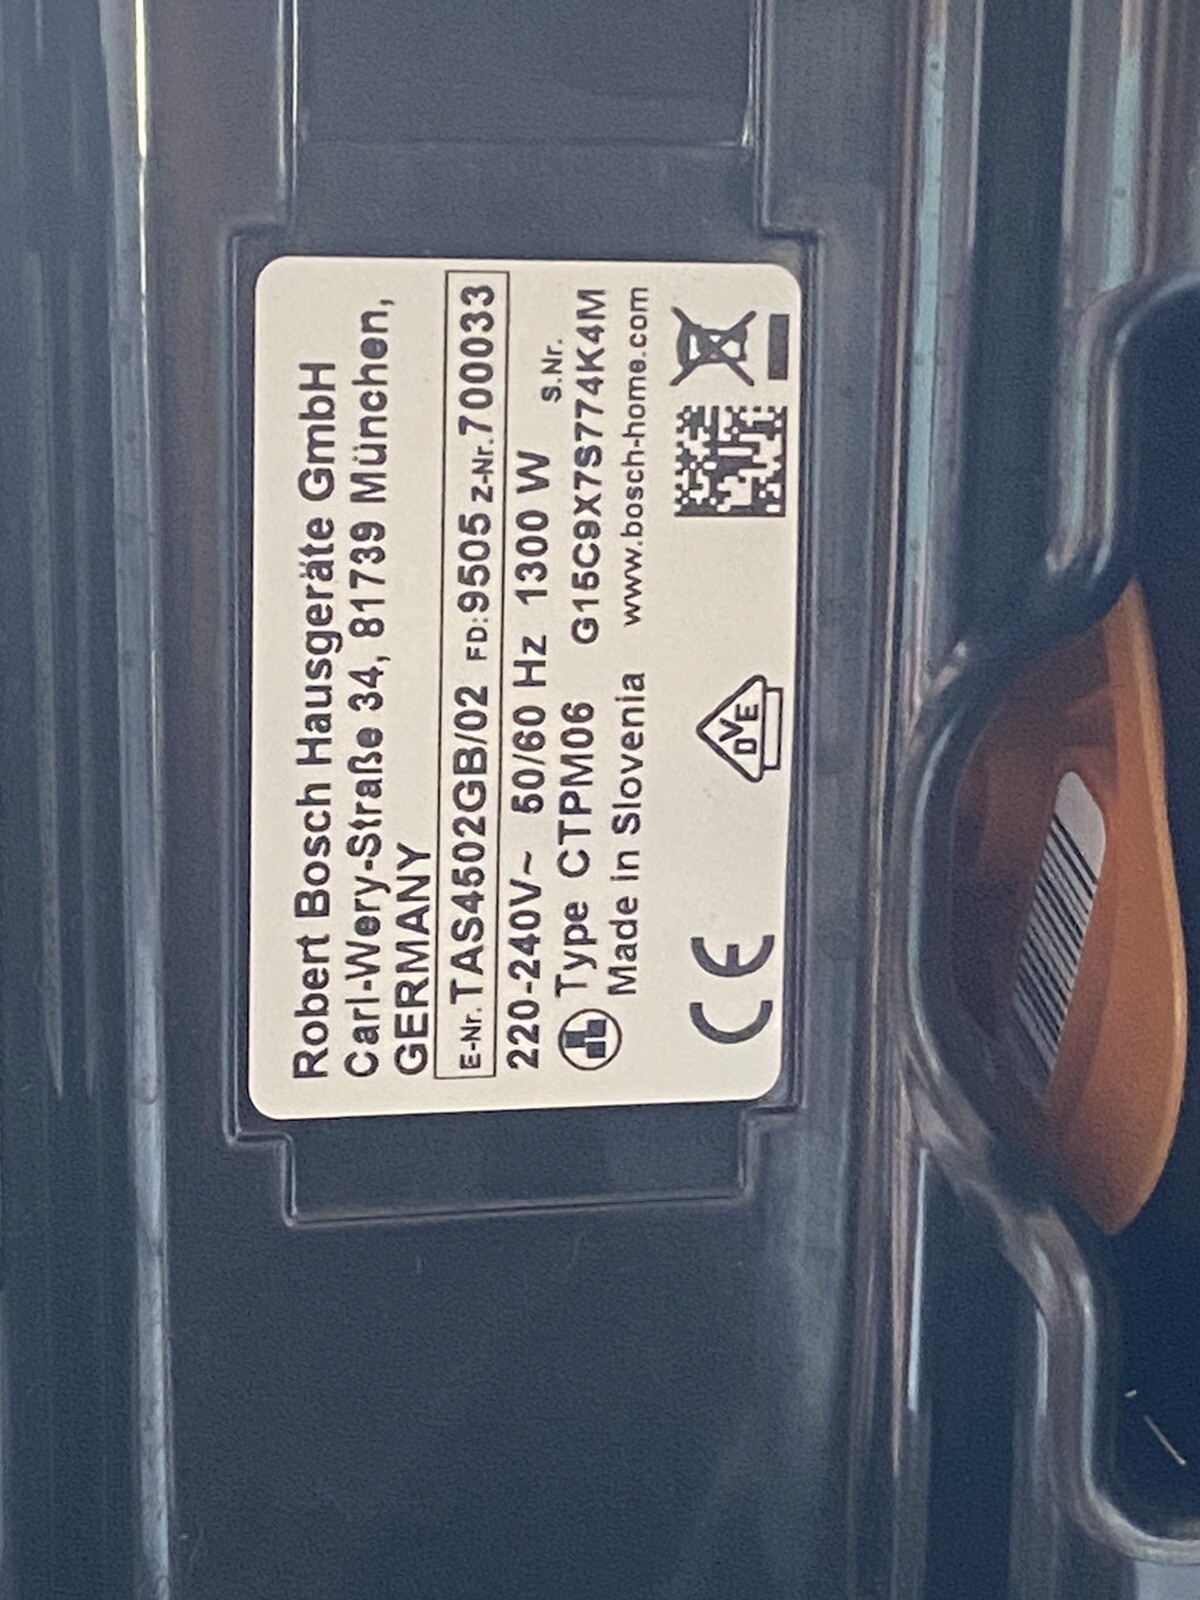 Robert Bosch Hausgeräte GmbH
Carl-Wery-Straße 34, 81739 München,
GERMANY
E-Nr. TAS4502GB/02 FD: 9505 Z-Nr. 700033
220-240V~ 50/60 Hz 1300 W S.Nr.
Type CTPM06 G15C9X7S774K4M
Made in Slovenia www.bosch-home.com
CE
DVE